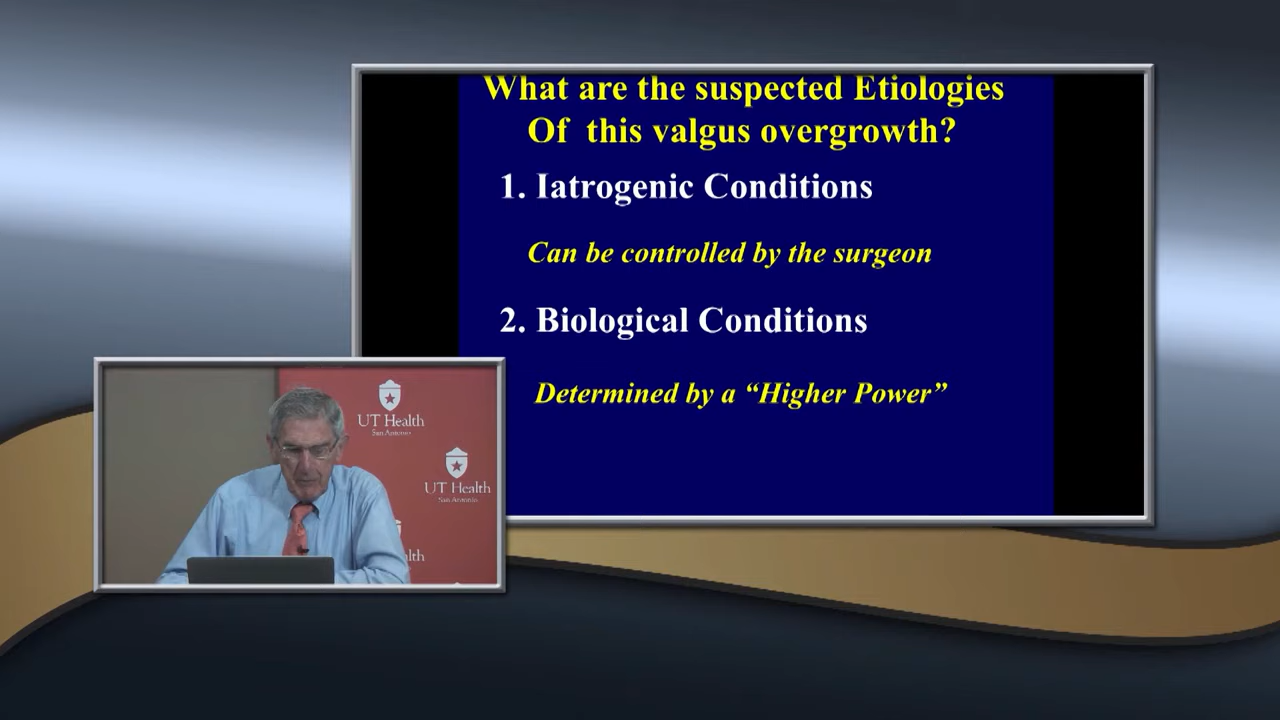 What are the suspected Etiologies
Of this valgus overgrowth?
1. Iatrogenic Conditions
Can be controlled by the surgeon
2. Biological Conditions
Determined by a “Higher Power”
UT Health
San Antonio
UT Health
San Antonio
alth